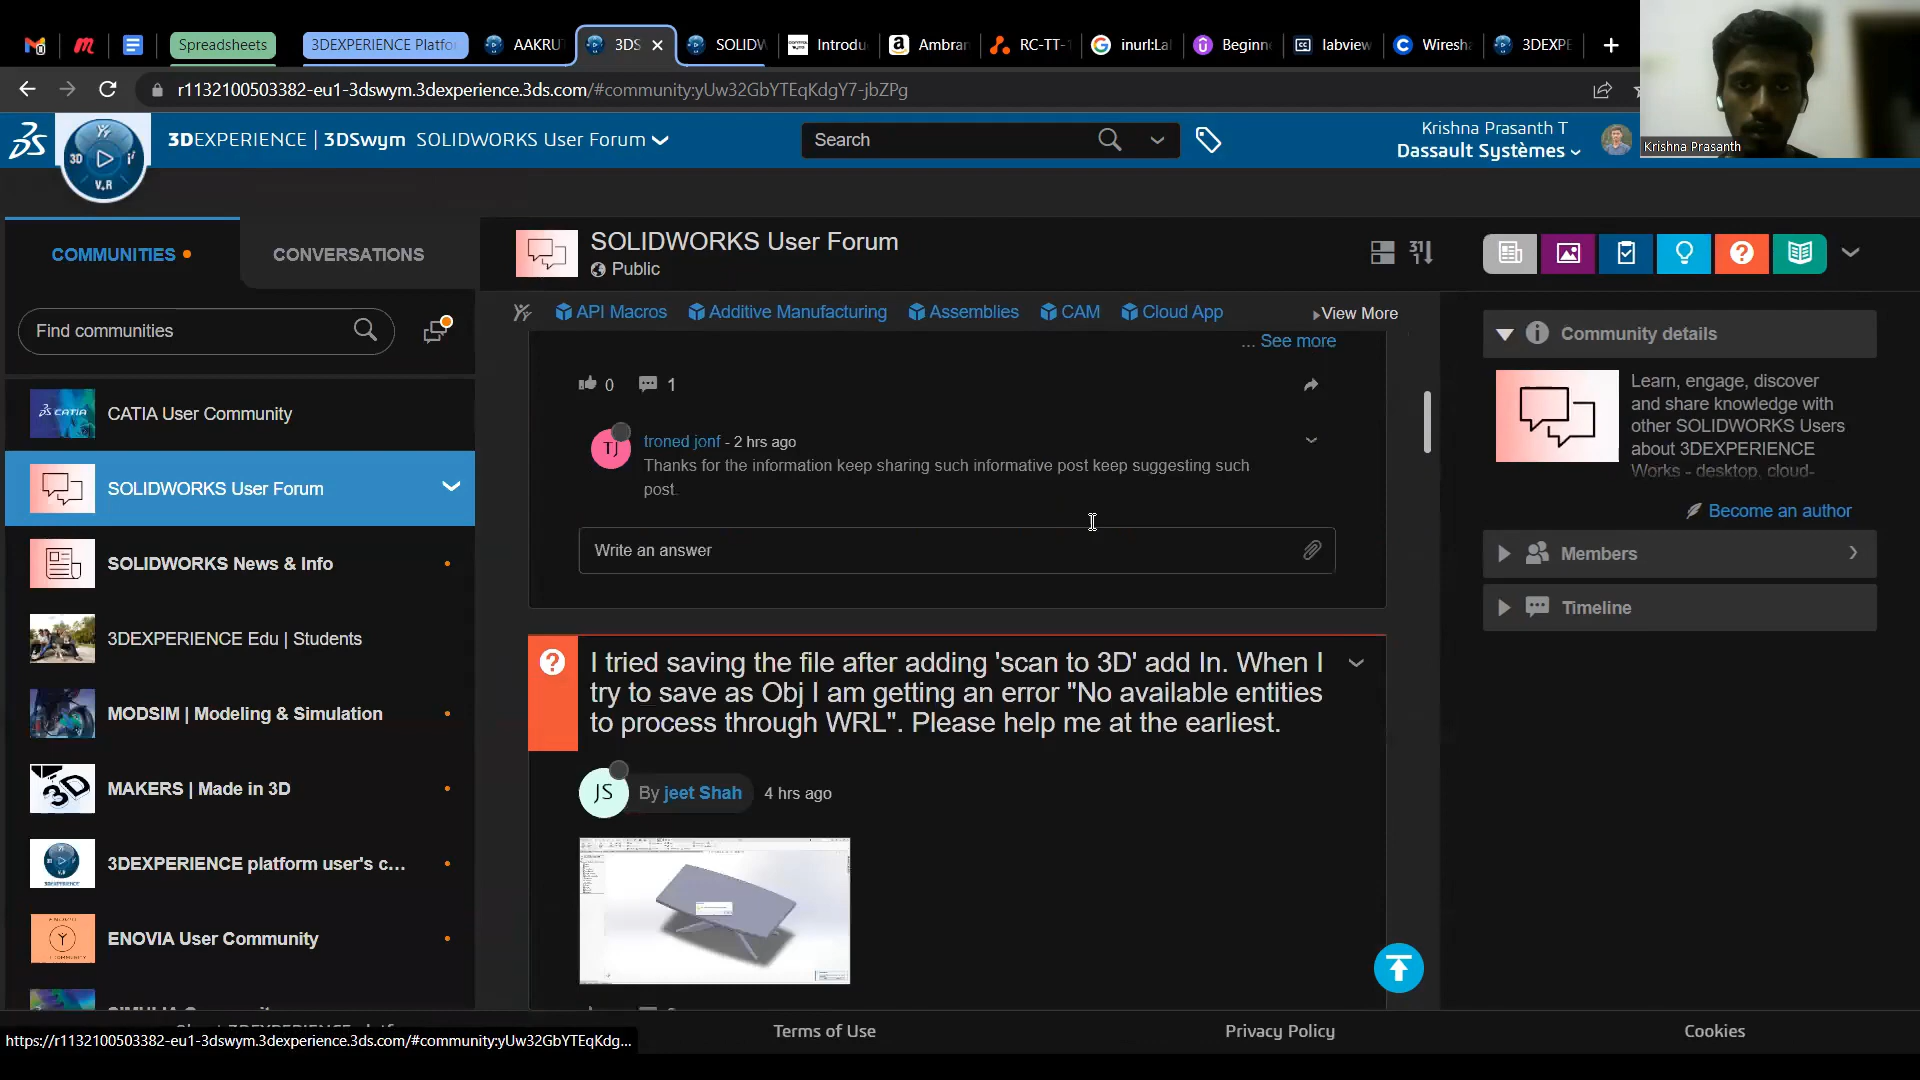 Spreadsheets
3DEXPERIENCE Platfo
AAKRU
3DS
SOLIDW
Introdu
Ambran
RC-TT-
inurl:La
Beginn
labview
Wiresh
3DEXPE
r1132100503382-eu1-3dswym.3dexperience.3ds.com/#community:yUw32GbYTEqKdgY7-jbZPg
3DEXPERIENCE | 3DSwym SOLIDWORKS User Forum
Search
Krishna Prasanth T
Dassault Systèmes
Krishna Prasanth
3D
V.R
COMMUNITIES
CONVERSATIONS
SOLIDWORKS User Forum
Public
31
1
Find communities
API Macros
Additive Manufacturing
Assemblies
CAM
Cloud App
View More
Community details
... See more
0
1
Learn, engage, discover
and share knowledge with
other SOLIDWORKS Users
about 3DEXPERIENCE
Works - desktop, cloud-
Become an author
Members
Timeline
CATIA
CATIA User Community
SOLIDWORKS User Forum
SOLIDWORKS News & Info
3DEXPERIENCE Edu | Students
MODSIM | Modeling & Simulation
3D
MAKERS | Made in 3D
3DEXPERIENCE platform user's c...
ENOVIA User Community
TJ
troned jonf - 2 hrs ago
Thanks for the information keep sharing such informative post keep suggesting such
post.
Write an answer
I tried saving the file after adding 'scan to 3D' add In. When I
try to save as Obj I am getting an error "No available entities
to process through WRL". Please help me at the earliest.
JS
By jeet Shah
4 hrs ago
Terms of Use
Privacy Policy
Cookies
https://r1132100503382-eu1-3dswym.3dexperience.3ds.com/#community:yUw32GbYTEqKdg...